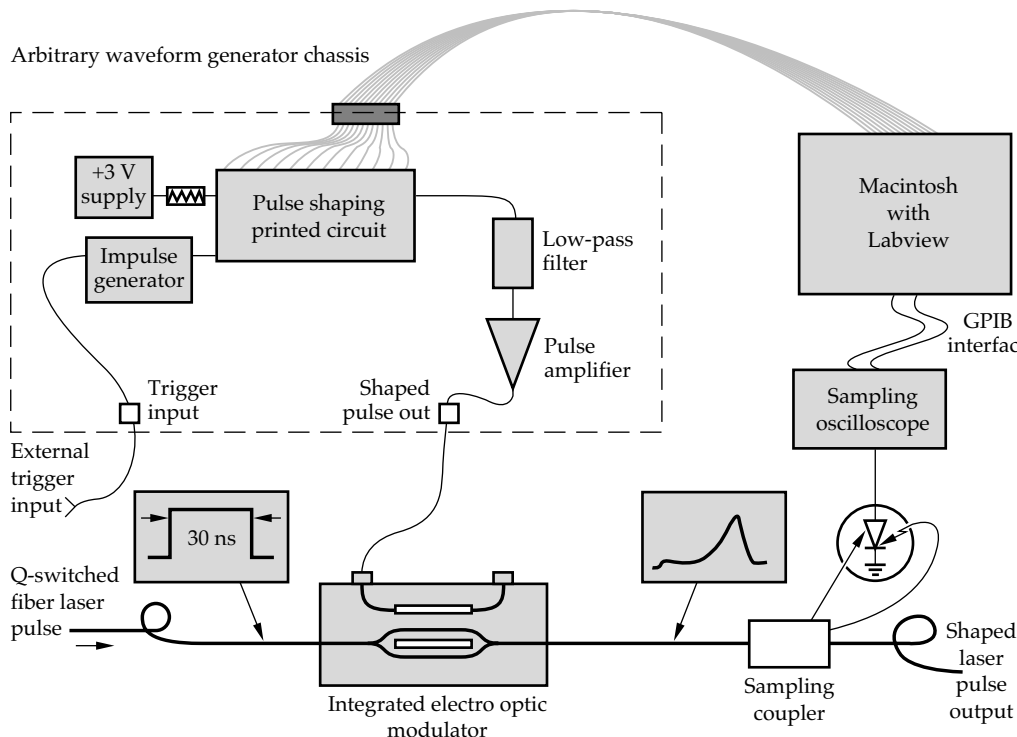 Arbitrary waveform generator chassis
+3 V
supply
Pulse shaping
printed circuit
Impulse
generator
Low-pass
filter
Pulse
amplifier
Trigger
input
Shaped
pulse out
Macintosh
with
Labview
GPIB
interfac
Sampling
oscilloscope
External
trigger
input
30 ns
Q-switched
fiber laser
pulse
Integrated electro optic
modulator
Sampling
coupler
Shaped
laser
pulse
output